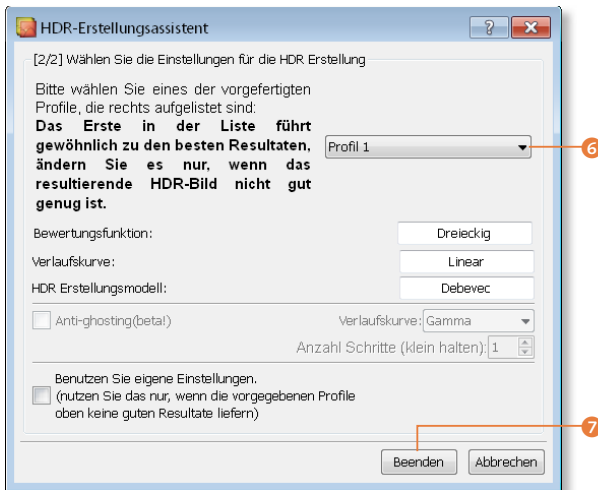 HDR-Erstellungsassistent
[2/2] Wählen Sie die Einstellungen für die HDR Erstellung
Bitte wählen Sie eines der vorgefertigten
Profile, die rechts aufgelistet sind:
Das Erste in der Liste führt
gewöhnlich zu den besten Resultaten,
ändern Sie es nur, wenn das
resultierende HDR-Bild nicht gut
genug ist.
Profil 1
6
Bewertungsfunktion:
Dreieckig
Verlaufskurve:
Linear
HDR Erstellungsmodell:
Debevec
Anti-ghosting(beta!)
Verlaufskurve: Gamma
Anzahl Schritte (klein halten): 1
Benutzen Sie eigene Einstellungen.
(nutzen Sie das nur, wenn die vorgegebenen Profile
oben keine guten Resultate liefern)
7
Beenden
Abbrechen